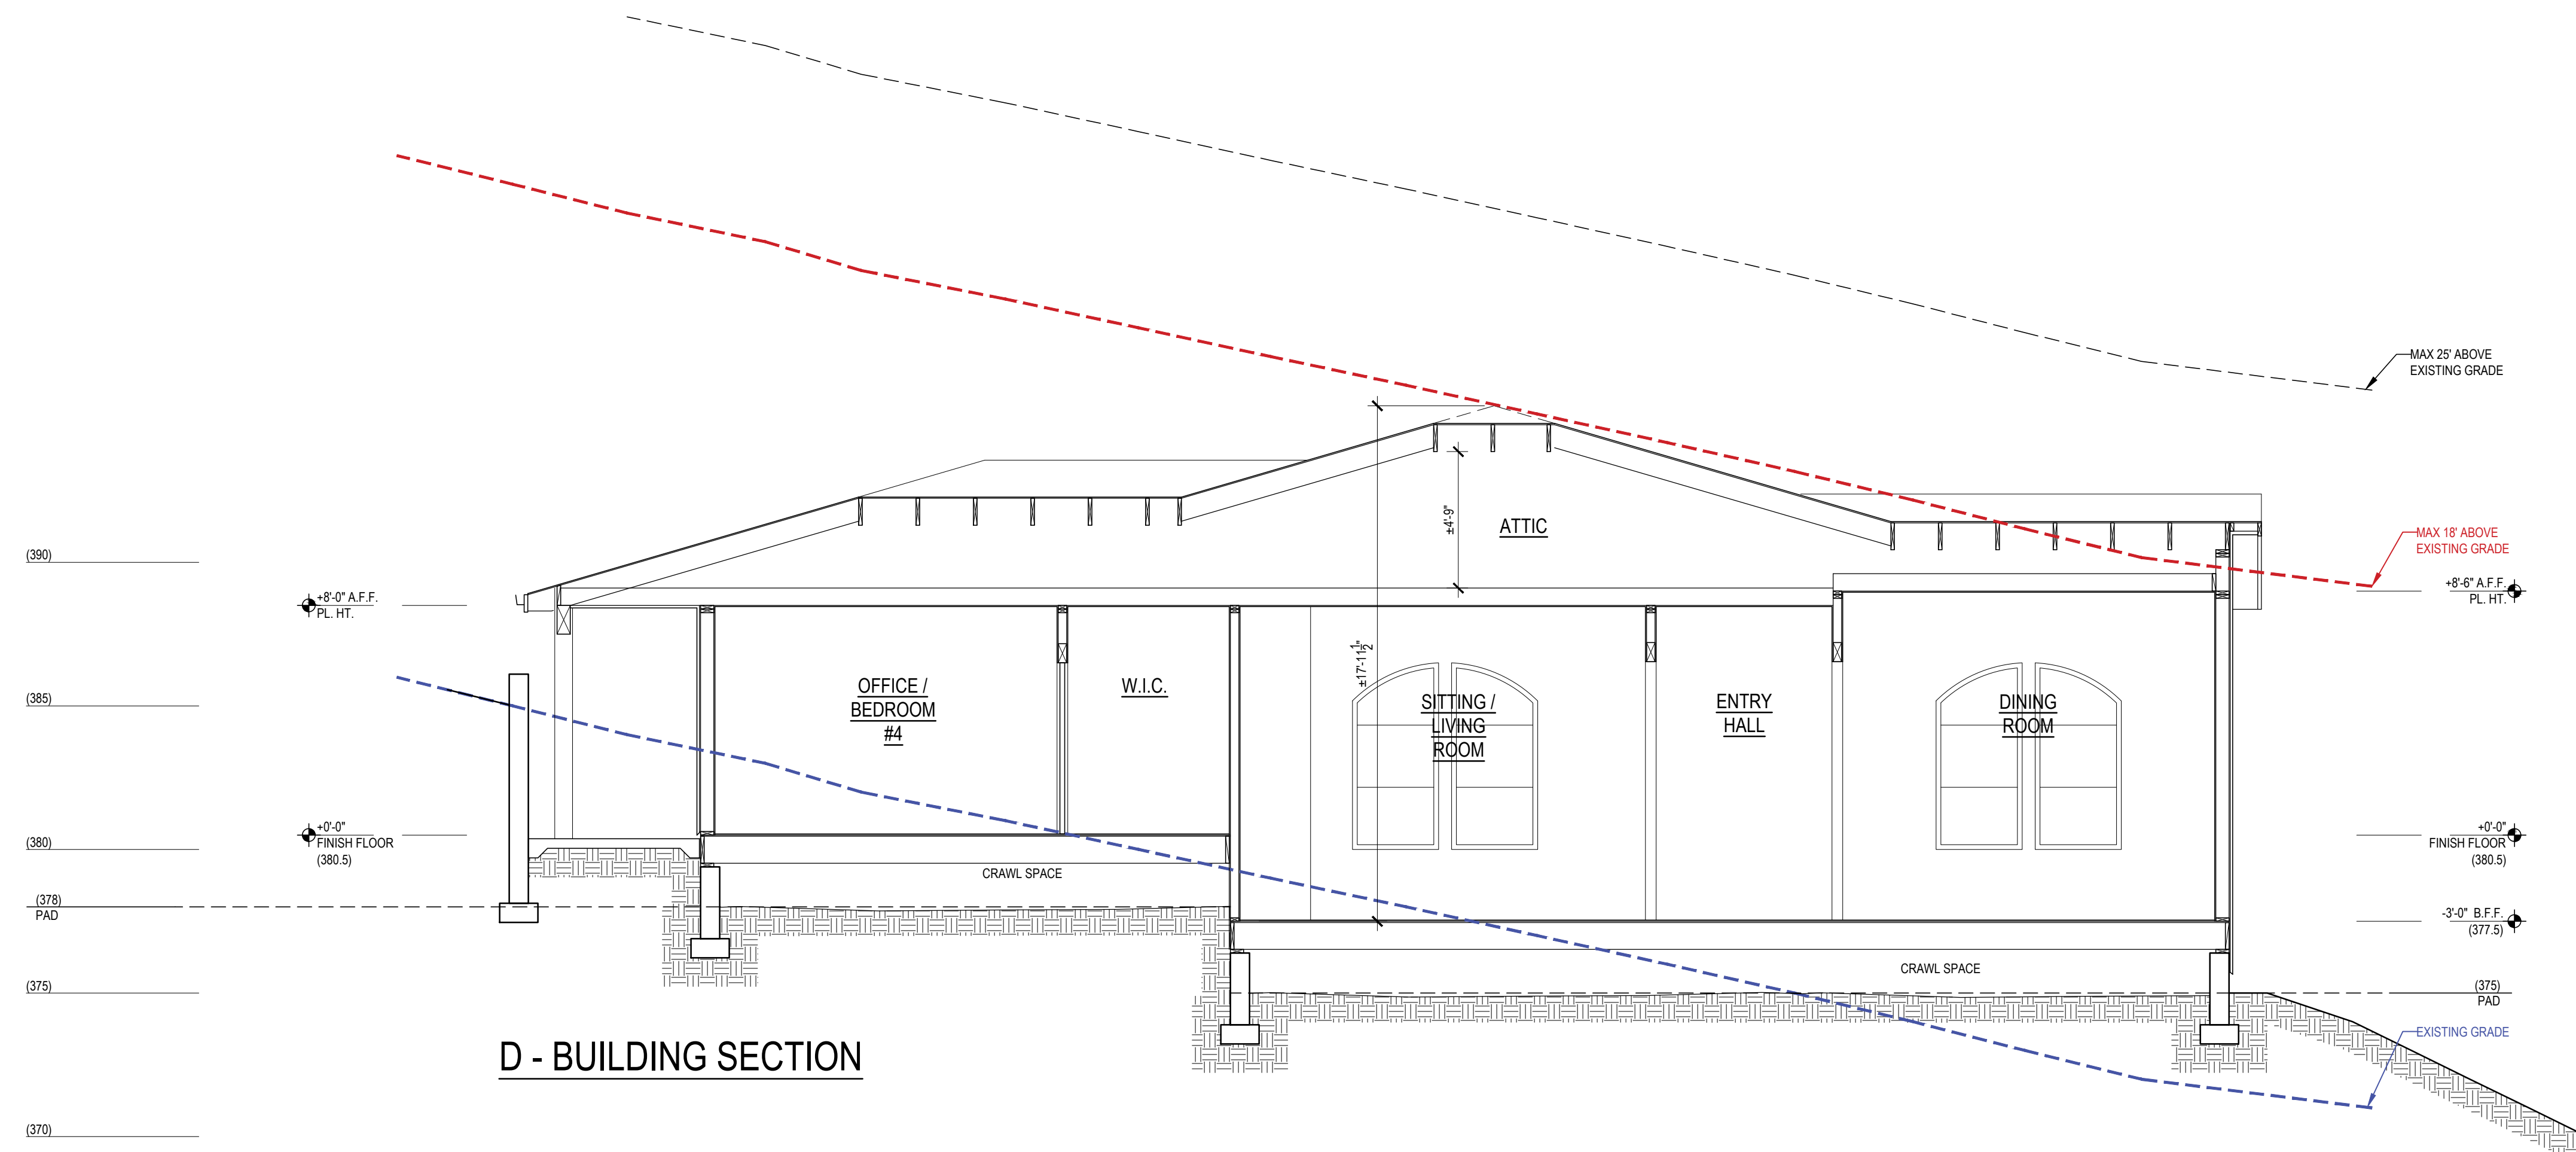 MAX 25' ABOVE
EXISTING GRADE
MAX 18' ABOVE
EXISTING GRADE
(390)
+8'-0" A.F.F.
PL. HT.
±4'-9"
ATTIC
+8'-6" A.F.F.
PL. HT.
±17'-11 1/2"
(385)
OFFICE /
BEDROOM
#4
W.I.C.
SITTING /
LIVING
ROOM
ENTRY
HALL
DINING
ROOM
(380)
+0'-0"
FINISH FLOOR
(380.5)
+0'-0"
FINISH FLOOR
(380.5)
CRAWL SPACE
(378)
PAD
-3'-0" B.F.F.
(377.5)
CRAWL SPACE
(375)
(375)
PAD
EXISTING GRADE
D - BUILDING SECTION
(370)